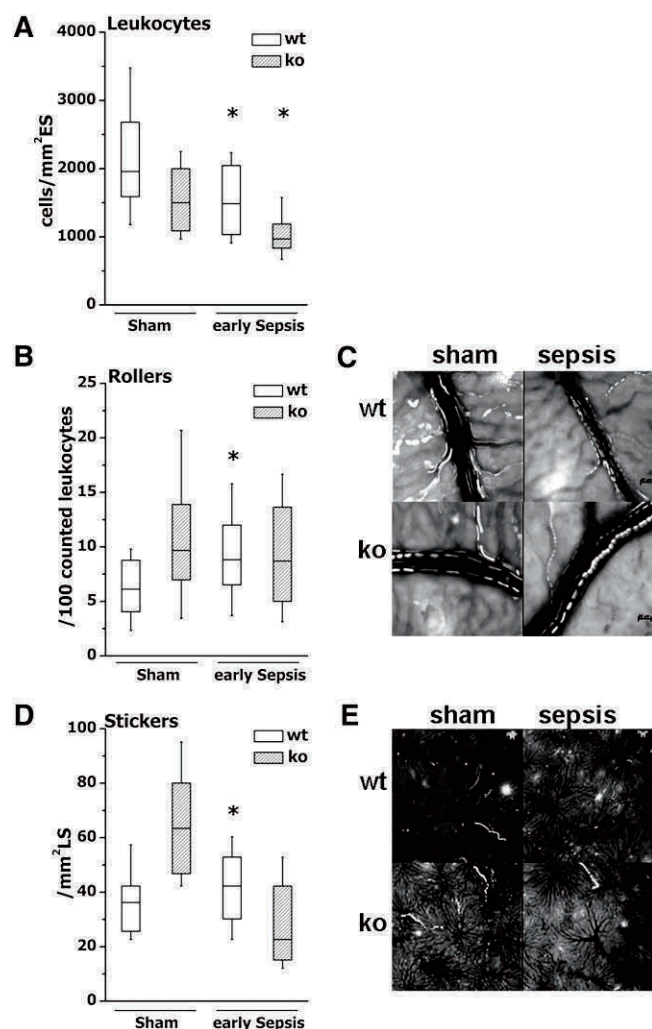 A
Leukocytes
4000
3000
2000
1000
0
cells/mm²ES
wt
ko
*
*
Sham
early Sepsis
B
Rollers
25
20
15
10
5
0
/100 counted leukocytes
wt
ko
*
Sham
early Sepsis
C
sham sepsis
wt
ko
D
Stickers
100
80
60
40
20
0
/mm²LS
wt
ko
*
Sham
early Sepsis
E
sham sepsis
wt
ko